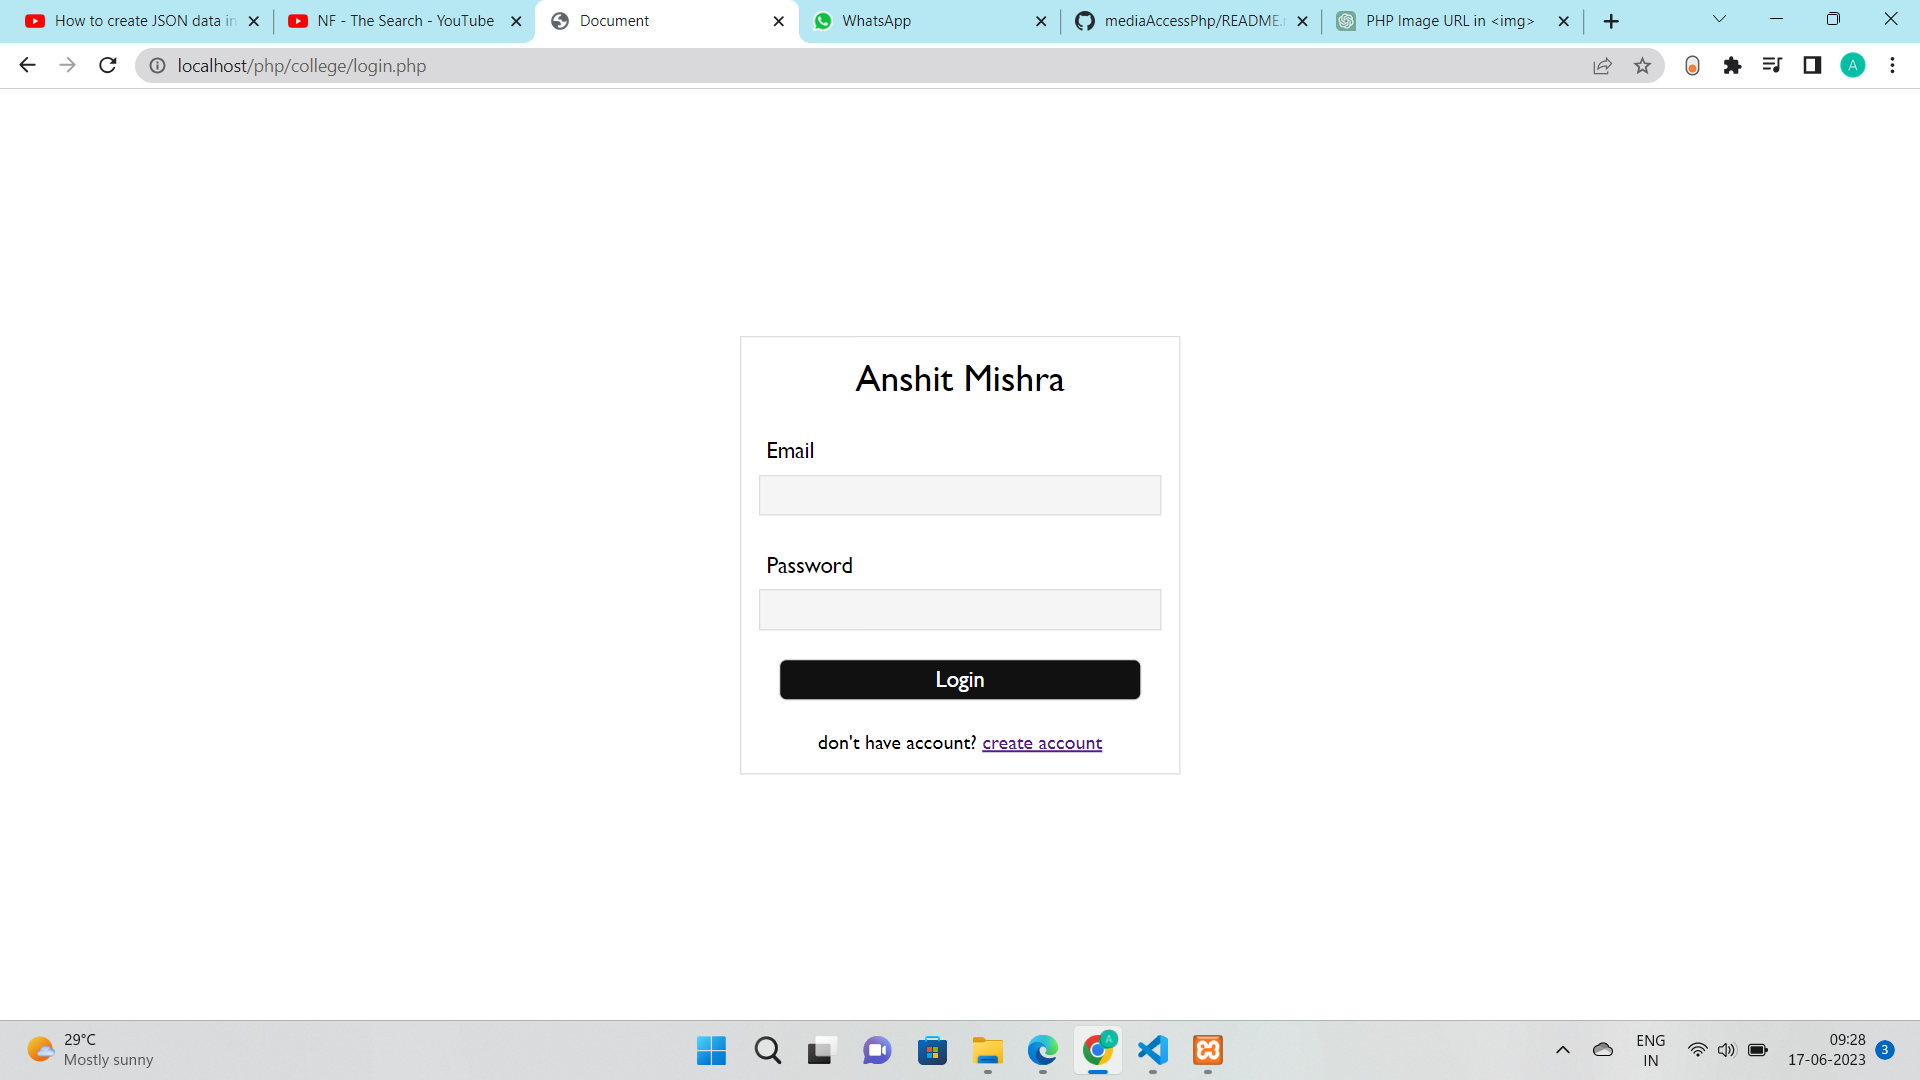 How to create JSON data in
NF - The Search - YouTube
Document
WhatsApp
mediaAccessPhp/README.
PHP Image URL in <img>
localhost/php/college/login.php
A
Anshit Mishra
Email
Password
Login
don't have account? create account
29°C
Mostly sunny
A
ENG
IN
09:28
17-06-2023
3